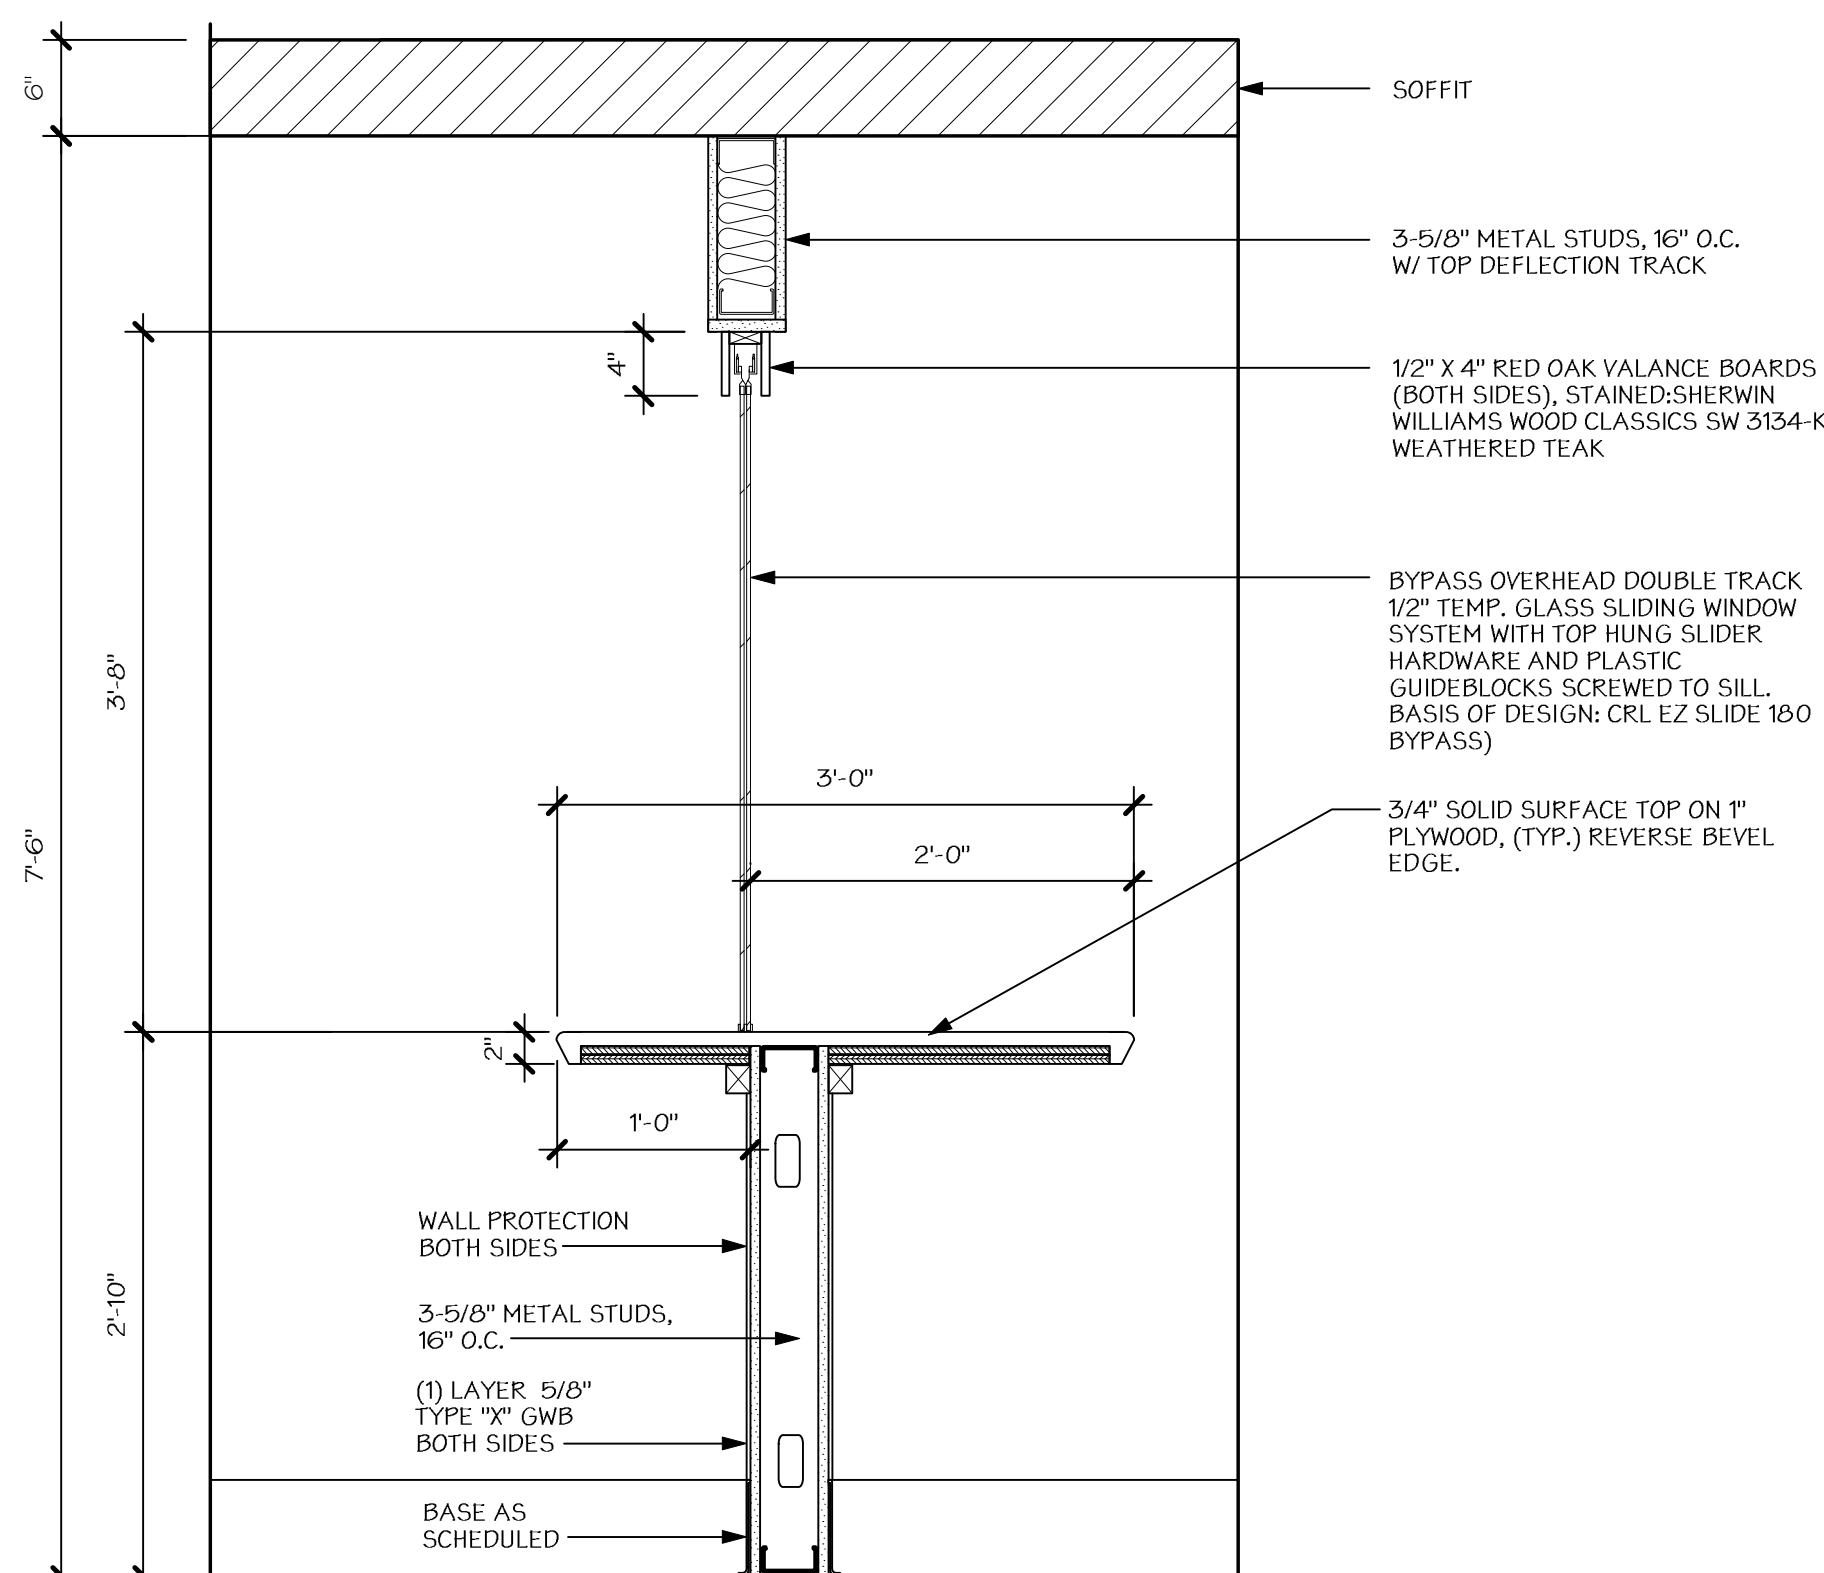 6"
SOFFIT
3-5/8" METAL STUDS, 16" O.C.
W/ TOP DEFLECTION TRACK
4"
1/2" X 4" RED OAK VALANCE BOARDS
(BOTH SIDES), STAINED:SHERWIN
WILLIAMS WOOD CLASSICS SW 3134-K
WEATHERED TEAK
BYPASS OVERHEAD DOUBLE TRACK
1/2" TEMP. GLASS SLIDING WINDOW
SYSTEM WITH TOP HUNG SLIDER
HARDWARE AND PLASTIC
GUIDEBLOCKS SCREWED TO SILL.
BASIS OF DESIGN: CRL EZ SLIDE 180
BYPASS)
3'-8"
3'-0"
3/4" SOLID SURFACE TOP ON 1"
PLYWOOD, (TYP.) REVERSE BEVEL
EDGE.
7'-6"
2'-0"
2"
1'-0"
WALL PROTECTION
BOTH SIDES
2'-10"
3-5/8" METAL STUDS,
16" O.C.
(1) LAYER 5/8"
TYPE "X" GWB
BOTH SIDES
BASE AS
SCHEDULED